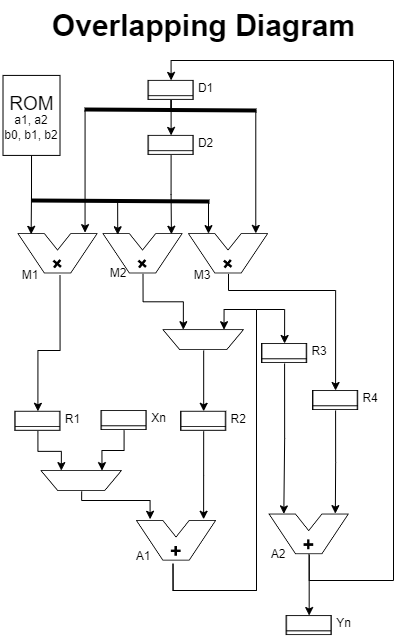 Overlapping Diagram
D1
ROM
a1, a2
b0, b1, b2
D2
×
×
×
M1
M2
M3
R3
R4
R1
Xn
R2
+
A1
+
A2
Yn